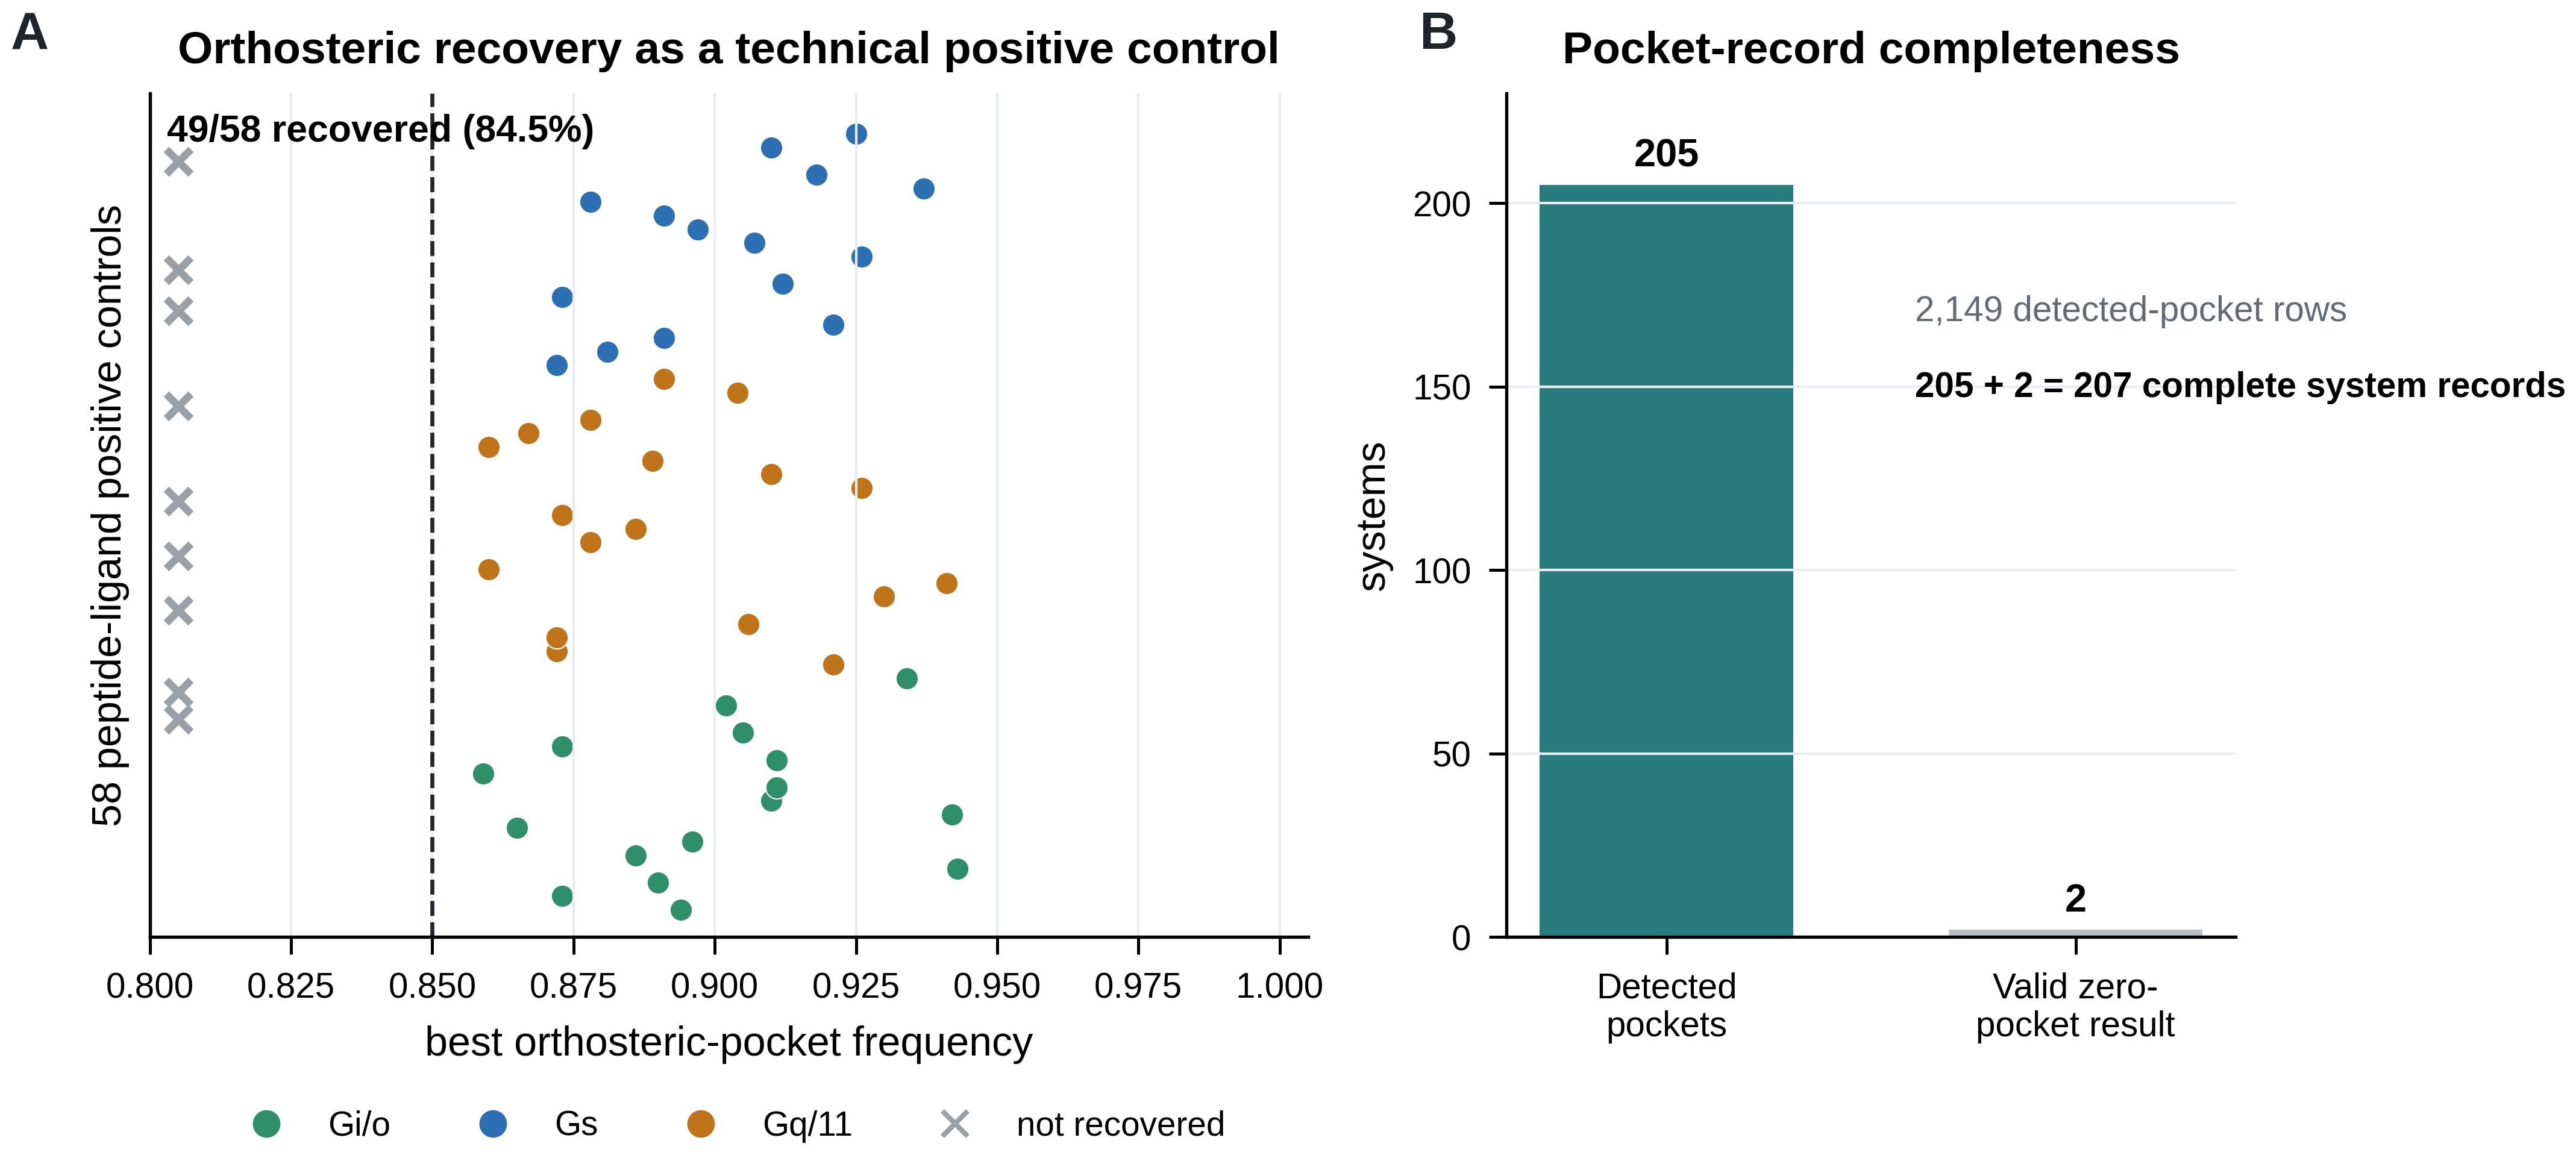 A
Orthosteric recovery as a technical positive control
49/58 recovered (84.5%)
58 peptide-ligand positive controls
0.800 0.825 0.850 0.875 0.900 0.925 0.950 0.975 1.000
best orthosteric-pocket frequency
Gi/o Gs Gq/11 not recovered
B
Pocket-record completeness
205
200
2,149 detected-pocket rows
150
205 + 2 = 207 complete system records
systems
100
50
2
0
Detected
pockets
Valid zero-
pocket result